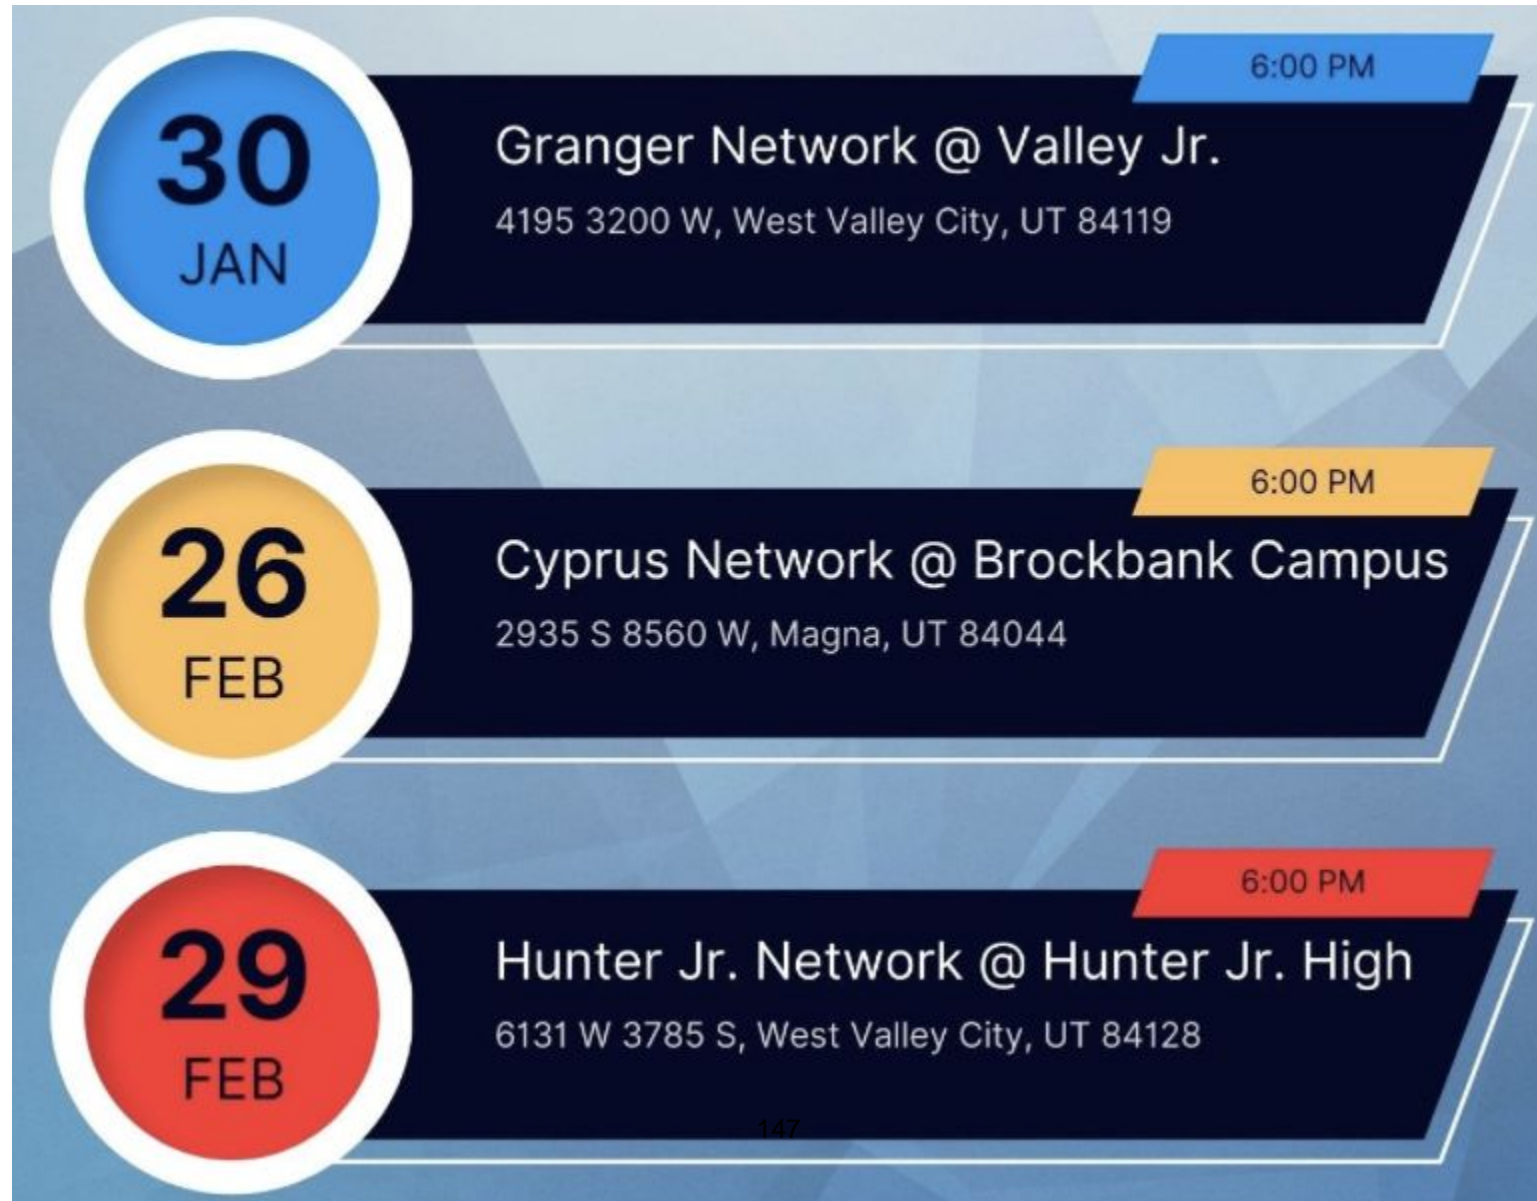 6:00 PM
30
JAN
Granger Network @ Valley Jr.
4195 3200 W, West Valley City, UT 84119
6:00 PM
26
FEB
Cyprus Network @ Brockbank Campus
2935 S 8560 W, Magna, UT 84044
6:00 PM
29
FEB
Hunter Jr. Network @ Hunter Jr. High
6131 W 3785 S, West Valley City, UT 84128
147